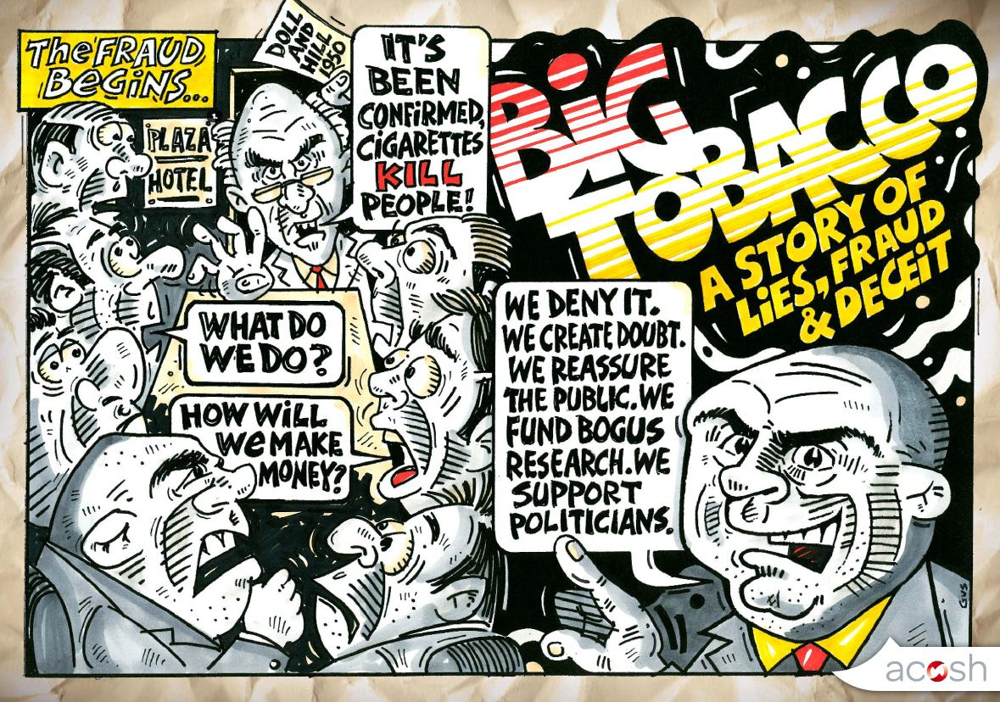 The FRAUD
BEGINS...
DOLL
AND
HILL
1950
PLAZA
HOTEL
IT'S
BEEN
CONFIRMED,
CIGARETTES
KILL
PEOPLE!
WHAT DO
WE DO?
HOW WILL
WE MAKE
MONEY?
BIG
TOBACCO
A STORY OF
LIES, FRAUD
& DECEIT
WE DENY IT.
WE CREATE DOUBT.
WE REASSURE
THE PUBLIC. WE
FUND BOGUS
RESEARCH. WE
SUPPORT
POLITICIANS.
GUS
acosh